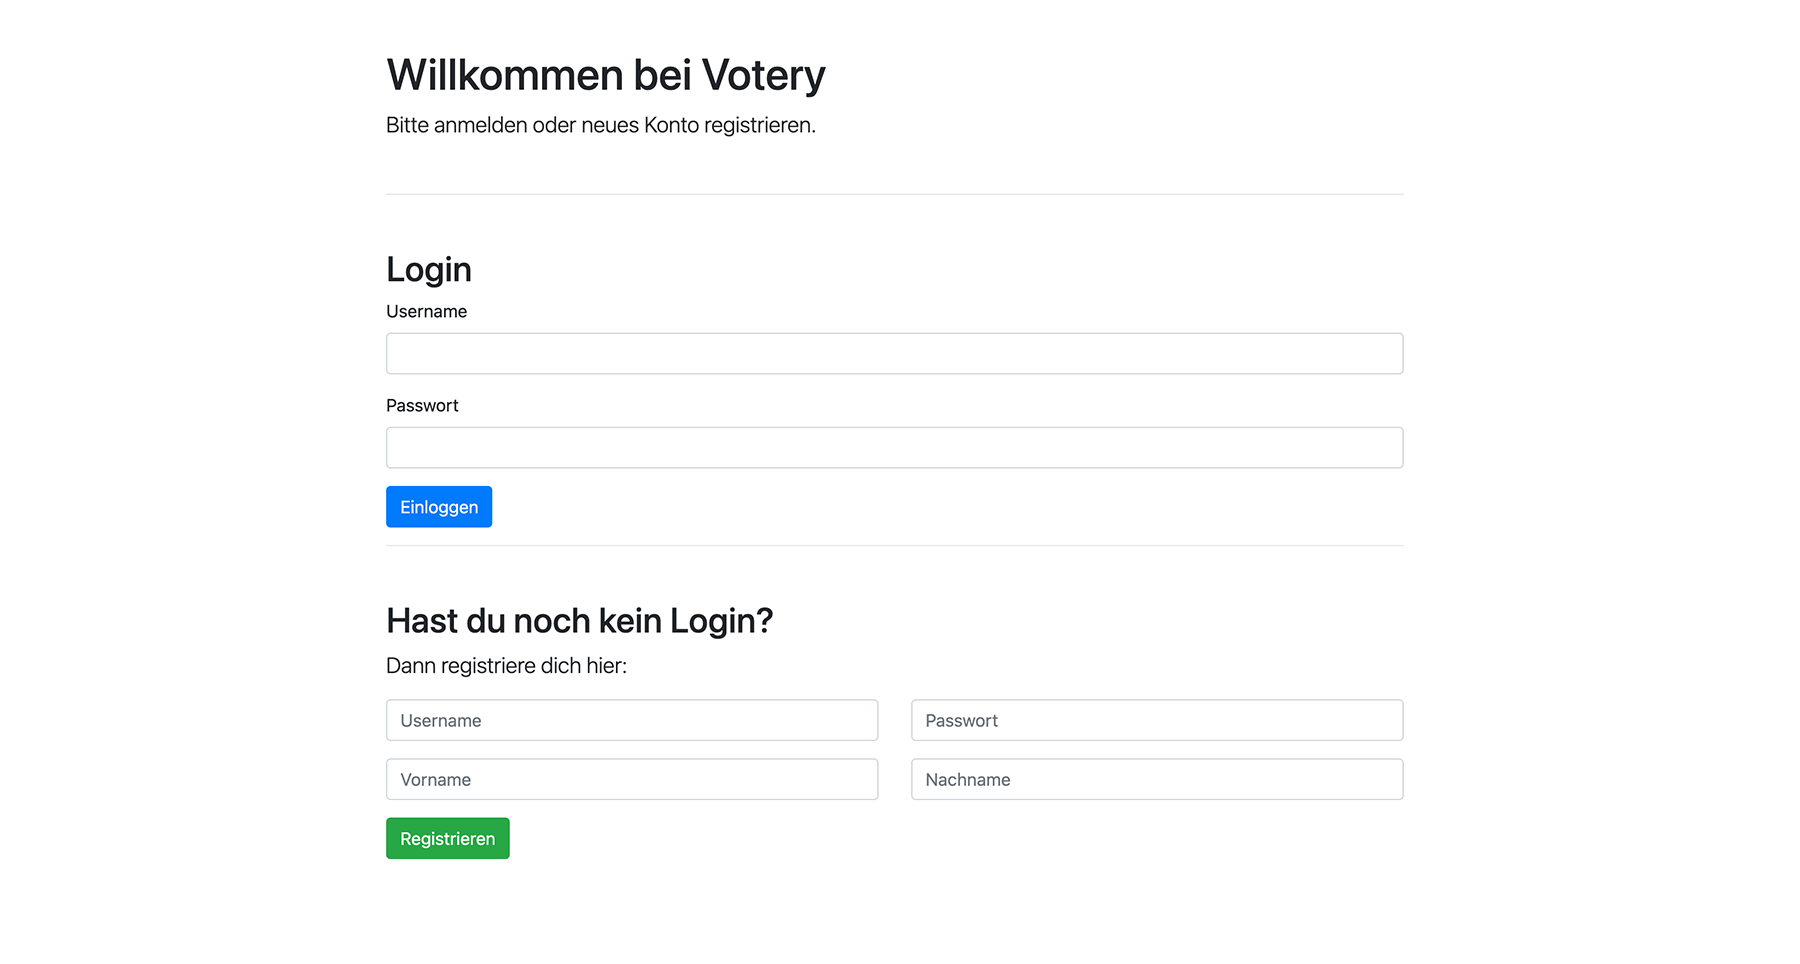 Willkommen bei Votery
Bitte anmelden oder neues Konto registrieren.
Login
Username
Passwort
Einloggen
Hast du noch kein Login?
Dann registriere dich hier:
Username
Passwort
Vorname
Nachname
Registrieren